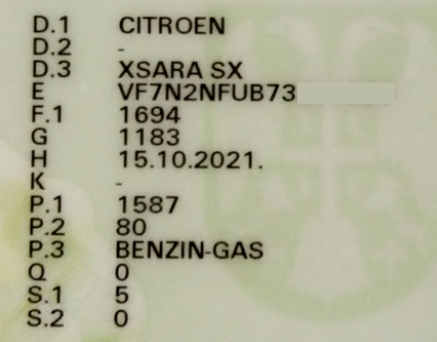 D.1 CITROEN
D.2 -
D.3 XSARA SX
E VF7N2NFUB73
F.1 1694
G 1183
H 15.10.2021.
K -
P.1 1587
P.2 80
P.3 BENZIN-GAS
Q 0
S.1 5
S.2 0